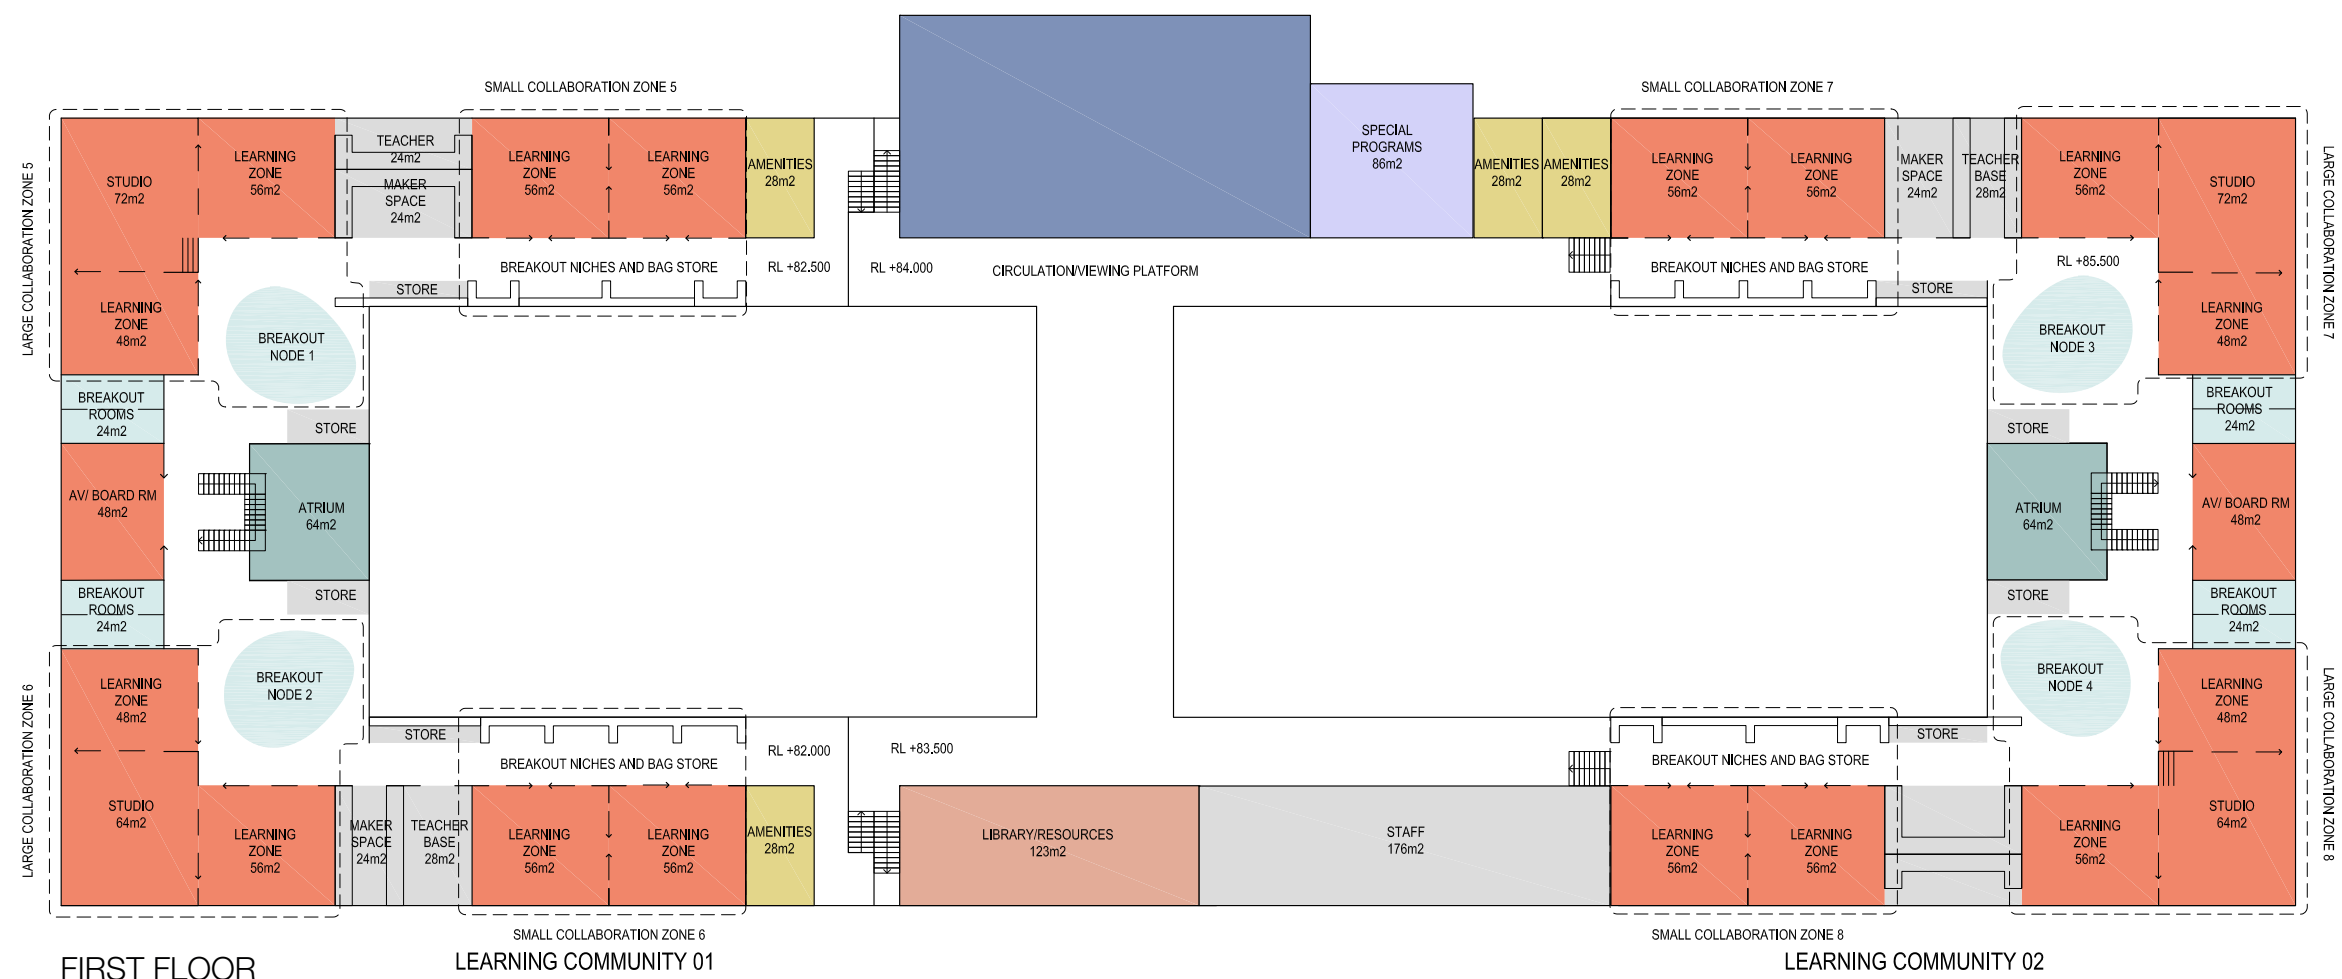 SMALL COLLABORATION ZONE 5
SMALL COLLABORATION ZONE 7
LARGE COLLABORATION ZONE 5
STUDIO
72m2
LEARNING
ZONE
56m2
TEACHER
24m2
MAKER
SPACE
24m2
LEARNING
ZONE
56m2
LEARNING
ZONE
56m2
AMENITIES
28m2
SPECIAL
PROGRAMS
86m2
AMENITIES
28m2
AMENITIES
28m2
LEARNING
ZONE
56m2
LEARNING
ZONE
56m2
MAKER
SPACE
24m2
TEACHER
BASE
28m2
LEARNING
ZONE
56m2
STUDIO
72m2
LARGE COLLABORATION ZONE 7
BREAKOUT NICHES AND BAG STORE
RL +82.500
RL +84.000
CIRCULATION/VIEWING PLATFORM
BREAKOUT NICHES AND BAG STORE
RL +85.500
STORE
STORE
LEARNING
ZONE
48m2
BREAKOUT
NODE 1
BREAKOUT
NODE 3
LEARNING
ZONE
48m2
BREAKOUT
ROOMS
24m2
STORE
STORE
BREAKOUT
ROOMS
24m2
AV/ BOARD RM
48m2
ATRIUM
64m2
ATRIUM
64m2
AV/ BOARD RM
48m2
BREAKOUT
ROOMS
24m2
STORE
STORE
BREAKOUT
ROOMS
24m2
LARGE COLLABORATION ZONE 6
LEARNING
ZONE
48m2
BREAKOUT
NODE 2
BREAKOUT
NODE 4
LEARNING
ZONE
48m2
LARGE COLLABORATION ZONE 8
STORE
STORE
BREAKOUT NICHES AND BAG STORE
RL +82.000
RL +83.500
BREAKOUT NICHES AND BAG STORE
STUDIO
64m2
LEARNING
ZONE
56m2
MAKER
SPACE
24m2
TEACHER
BASE
28m2
LEARNING
ZONE
56m2
LEARNING
ZONE
56m2
AMENITIES
28m2
LIBRARY/RESOURCES
123m2
STAFF
176m2
LEARNING
ZONE
56m2
LEARNING
ZONE
56m2
LEARNING
ZONE
56m2
STUDIO
64m2
SMALL COLLABORATION ZONE 6
SMALL COLLABORATION ZONE 8
FIRST FLOOR
LEARNING COMMUNITY 01
LEARNING COMMUNITY 02